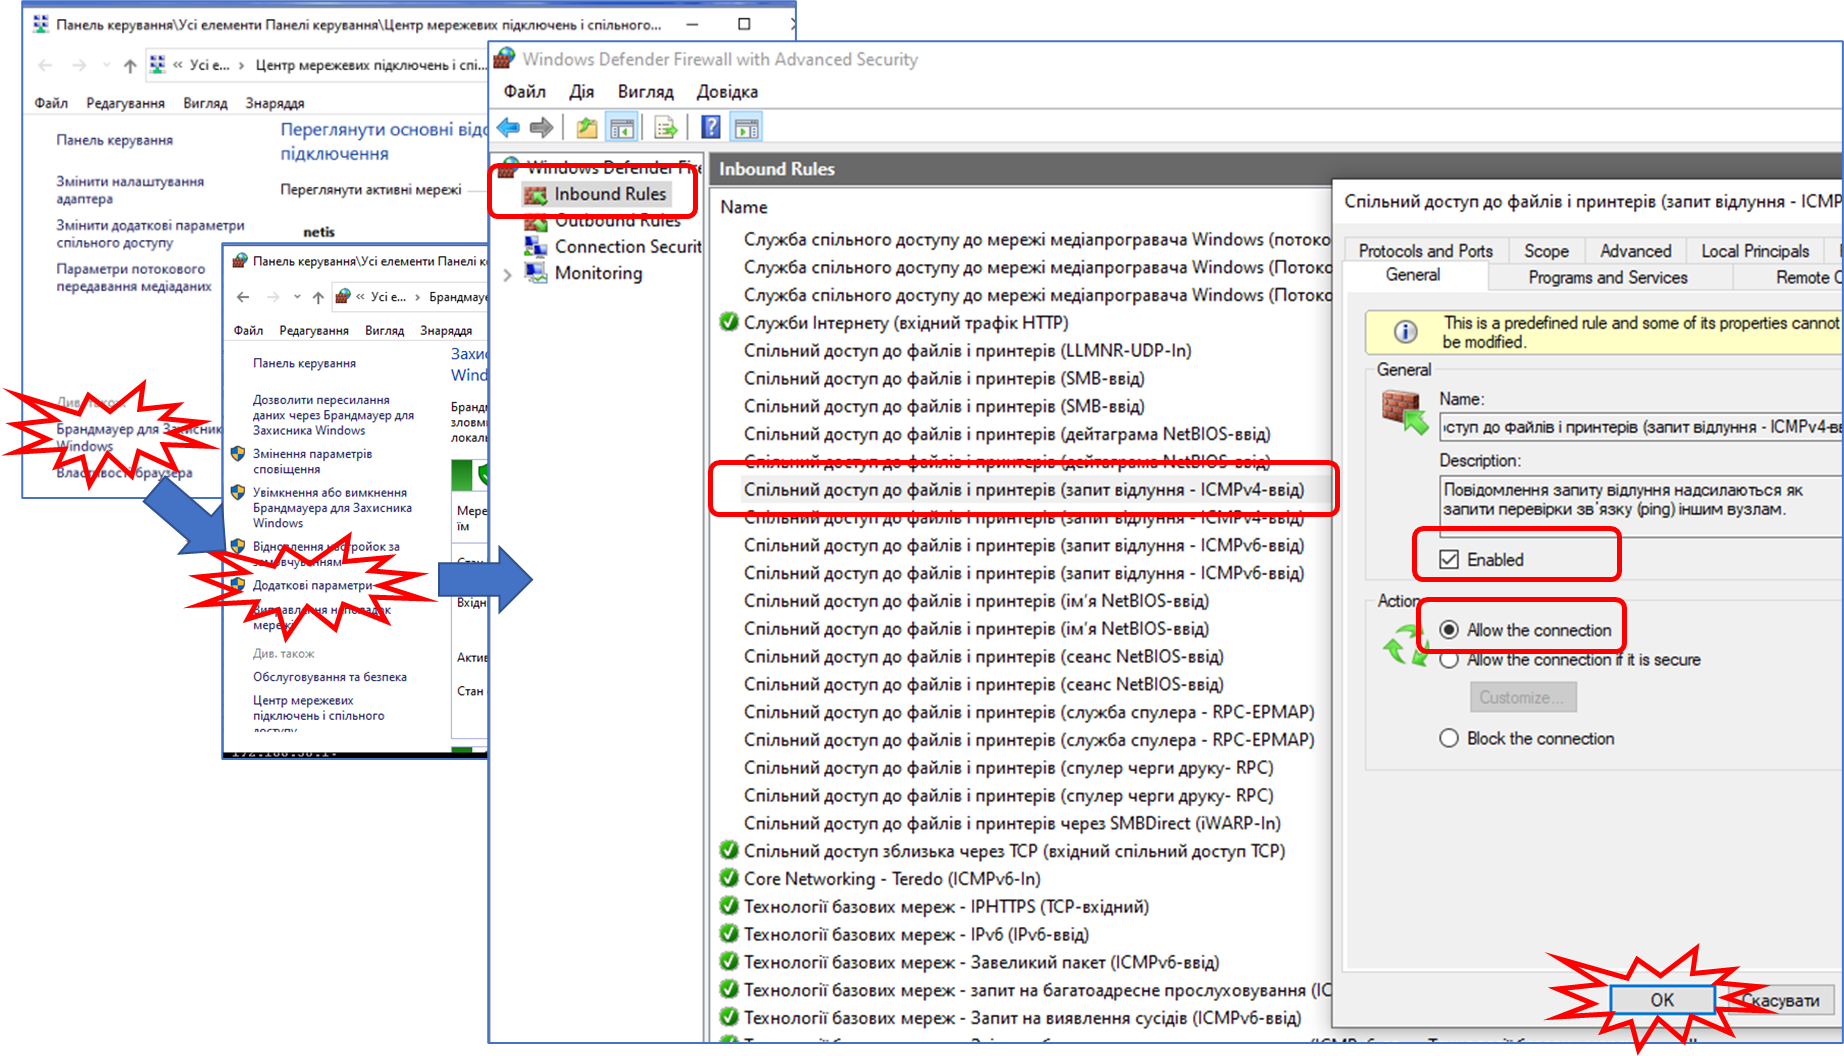 Панель керування\Усі елементи Панелі керування\Центр мережевих підключень і спільного...
« Усі е... › Центр мережевих підключень і спі...
Файл Редагування Вигляд Знаряддя
Панель керування
Змінити налаштування
адаптера
Змінити додаткові параметри
спільного доступу
Параметри потокового
передавання медіаданих
Див. також
Брандмауер для Захисника
Windows
Властивості браузера
Переглянути основні відо
підключення
Переглянути активні мережі
netis
Панель керування\Усі елементи Панелі ке
« Усі е... › Брандмауе
Файл Редагування Вигляд Знаряддя
Панель керування
Дозволити пересилання
даних через Брандмауер для
Захисника Windows
Змінення параметрів
сповіщення
Увімкнення або вимкнення
Брандмауера для Захисника
Windows
Відновлення настройок за
замовчуванням
Додаткові параметри
Виправлення неполадок
мережі
Див. також
Обслуговування та безпека
Центр мережевих
підключень і спільного
доступу
Захис
Wind
Бранд
зловм
локаль
Мере
їм
Стан
Вхідн
Актив
Стан
192.168.50.1.
Windows Defender Firewall with Advanced Security
Файл Дія Вигляд Довідка
Windows Defender Fire
Inbound Rules
Outbound Rules
Connection Securit
Monitoring
Inbound Rules
Name
Служба спільного доступу до мережі медіапрогравача Windows (потоко
Служба спільного доступу до мережі медіапрогравача Windows (Потоко
Служба спільного доступу до мережі медіапрогравача Windows (Потоко
Служби Інтернету (вхідний трафік HTTP)
Спільний доступ до файлів і принтерів (LLMNR-UDP-In)
Спільний доступ до файлів і принтерів (SMB-ввід)
Спільний доступ до файлів і принтерів (SMB-ввід)
Спільний доступ до файлів і принтерів (дейтаграма NetBIOS-ввід)
Спільний доступ до файлів і принтерів (дейтаграма NetBIOS-ввід)
Спільний доступ до файлів і принтерів (запит відлуння - ICMPv4-ввід)
Спільний доступ до файлів і принтерів (запит відлуння - ICMPv4-ввід)
Спільний доступ до файлів і принтерів (запит відлуння - ICMPv6-ввід)
Спільний доступ до файлів і принтерів (запит відлуння - ICMPv6-ввід)
Спільний доступ до файлів і принтерів (ім’я NetBIOS-ввід)
Спільний доступ до файлів і принтерів (ім’я NetBIOS-ввід)
Спільний доступ до файлів і принтерів (сеанс NetBIOS-ввід)
Спільний доступ до файлів і принтерів (сеанс NetBIOS-ввід)
Спільний доступ до файлів і принтерів (служба спулера - RPC-EPMAP)
Спільний доступ до файлів і принтерів (служба спулера - RPC-EPMAP)
Спільний доступ до файлів і принтерів (спулер черги друку- RPC)
Спільний доступ до файлів і принтерів (спулер черги друку- RPC)
Спільний доступ до файлів і принтерів через SMBDirect (iWARP-In)
Спільний доступ зблизька через TCP (вхідний спільний доступ TCP)
Core Networking - Teredo (ICMPv6-In)
Технології базових мереж - IPHTTPS (TCP-вхідний)
Технології базових мереж - IPv6 (IPv6-ввід)
Технології базових мереж - Завеликий пакет (ICMPv6-ввід)
Технології базових мереж - запит на багатоадресне прослуховування (IC
Технології базових мереж - Запит на виявлення сусідів (ICMPv6-ввід)
Спільний доступ до файлів і принтерів (запит відлуння - ICMP
Protocols and Ports Scope Advanced Local Principals
General Programs and Services Remote C
This is a predefined rule and some of its properties cannot
be modified.
General
Name:
оступ до файлів і принтерів (запит відлуння - ICMPv4-вв
Description:
Повідомлення запиту відлуння надсилаються як
запити перевірки зв’язку (ping) іншим вузлам.
Enabled
Action
Allow the connection
Allow the connection if it is secure
Customize...
Block the connection
OK Скасувати